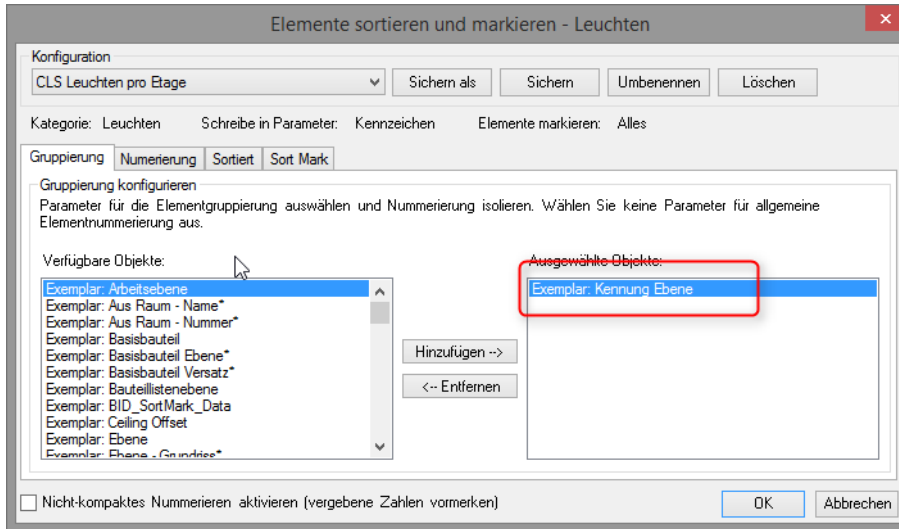 Elemente sortieren und markieren - Leuchten
Konfiguration
CLS Leuchten pro Etage
Sichern als
Sichern
Umbenennen
Löschen
Kategorie: Leuchten Schreibe in Parameter: Kennzeichen Elemente markieren: Alles
Gruppierung
Numerierung
Sortiert
Sort Mark
Gruppierung konfigurieren
Parameter für die Elementgruppierung auswählen und Nummerierung isolieren. Wählen Sie keine Parameter für allgemeine
Elementnummerierung aus.
Verfügbare Objekte:
Exemplar: Arbeitsebene
Exemplar: Aus Raum - Name*
Exemplar: Aus Raum - Nummer*
Exemplar: Basisbauteil
Exemplar: Basisbauteil Ebene*
Exemplar: Basisbauteil Versatz*
Exemplar: Bauteillistenebene
Exemplar: BID_SortMark_Data
Exemplar: Ceiling Offset
Exemplar: Ebene
Exemplar: Ebene - Grundriss*
Hinzufügen -->
<-- Entfernen
Ausgewählte Objekte:
Exemplar: Kennung Ebene
Nicht-kompaktes Nummerieren aktivieren (vergebene Zahlen vormerken)
OK
Abbrechen